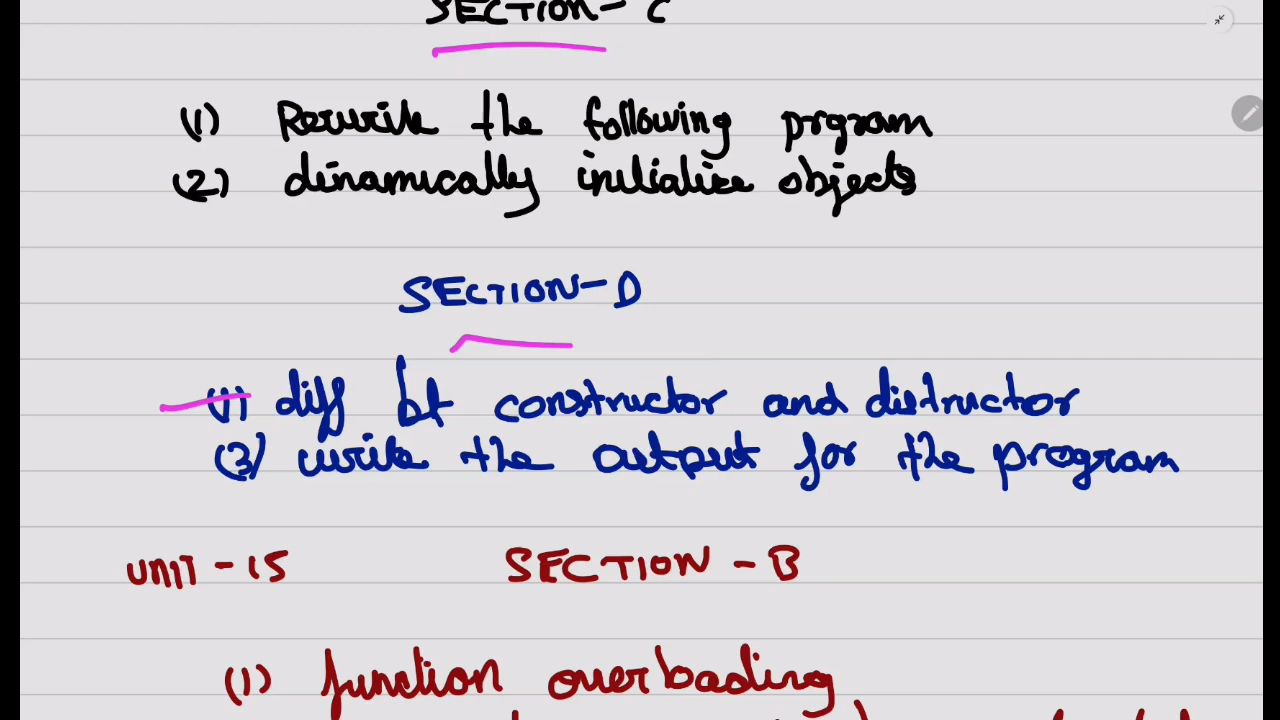 SECTION - C
(1) Rewrite the following prgram
(2) dinamically initialize objects
SECTION - D
(1) diff bt constructor and distructor
(3) write the output for the program
UNIT - 15 SECTION - B
(1) function overloading